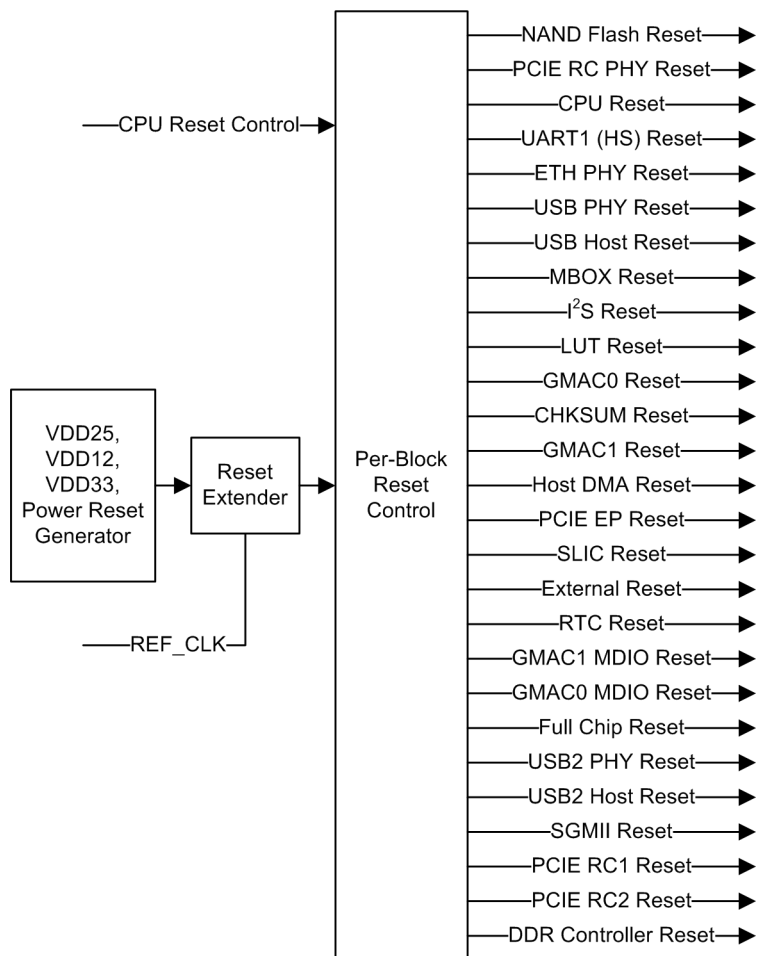 CPU Reset Control
VDD25,
VDD12,
VDD33,
Power Reset
Generator
Reset
Extender
REF_CLK
Per-Block
Reset
Control
NAND Flash Reset
PCIE RC PHY Reset
CPU Reset
UART1 (HS) Reset
ETH PHY Reset
USB PHY Reset
USB Host Reset
MBOX Reset
I²S Reset
LUT Reset
GMAC0 Reset
CHKSUM Reset
GMAC1 Reset
Host DMA Reset
PCIE EP Reset
SLIC Reset
External Reset
RTC Reset
GMAC1 MDIO Reset
GMAC0 MDIO Reset
Full Chip Reset
USB2 PHY Reset
USB2 Host Reset
SGMII Reset
PCIE RC1 Reset
PCIE RC2 Reset
DDR Controller Reset